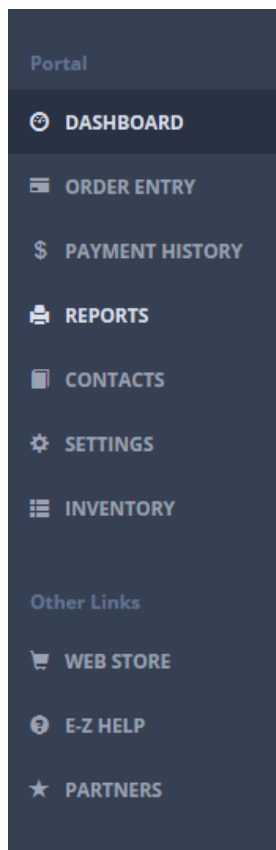 Portal
DASHBOARD
ORDER ENTRY
$ PAYMENT HISTORY
REPORTS
CONTACTS
SETTINGS
INVENTORY
Other Links
WEB STORE
E-Z HELP
PARTNERS